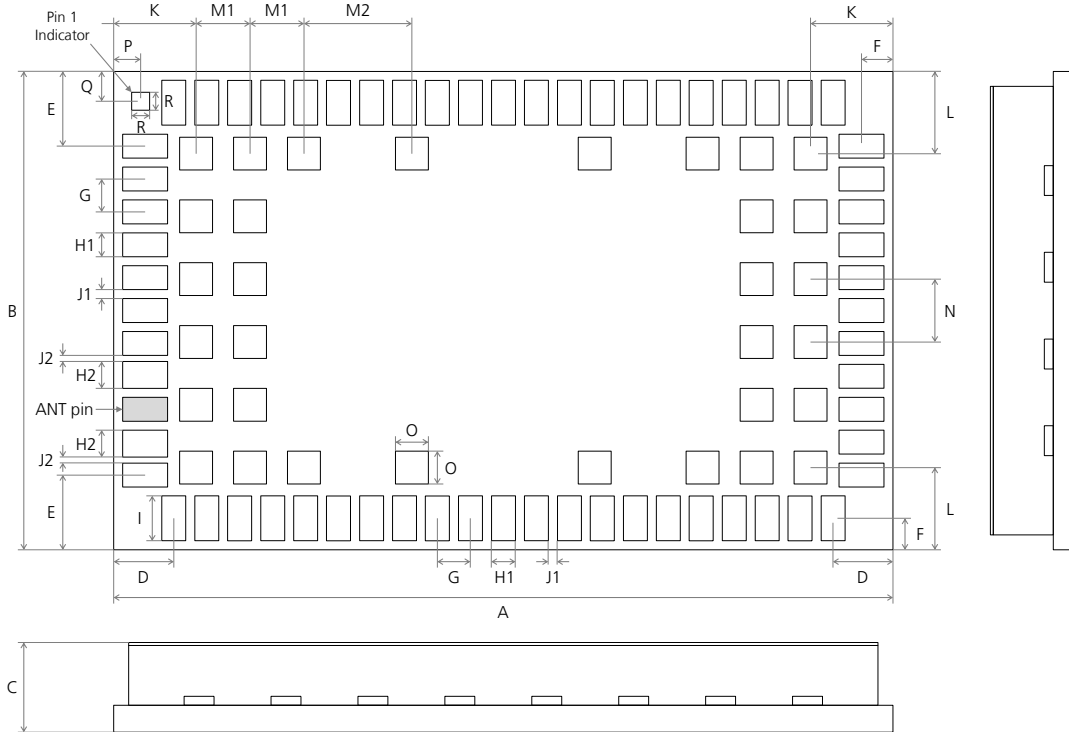 Pin 1
Indicator
K
M1
M1
M2
K
P
F
Q
E
R
R
L
G
H1
J1
B
N
J2
H2
ANT pin
H2
J2
O
O
E
I
L
F
D
G
H1
J1
D
A
C